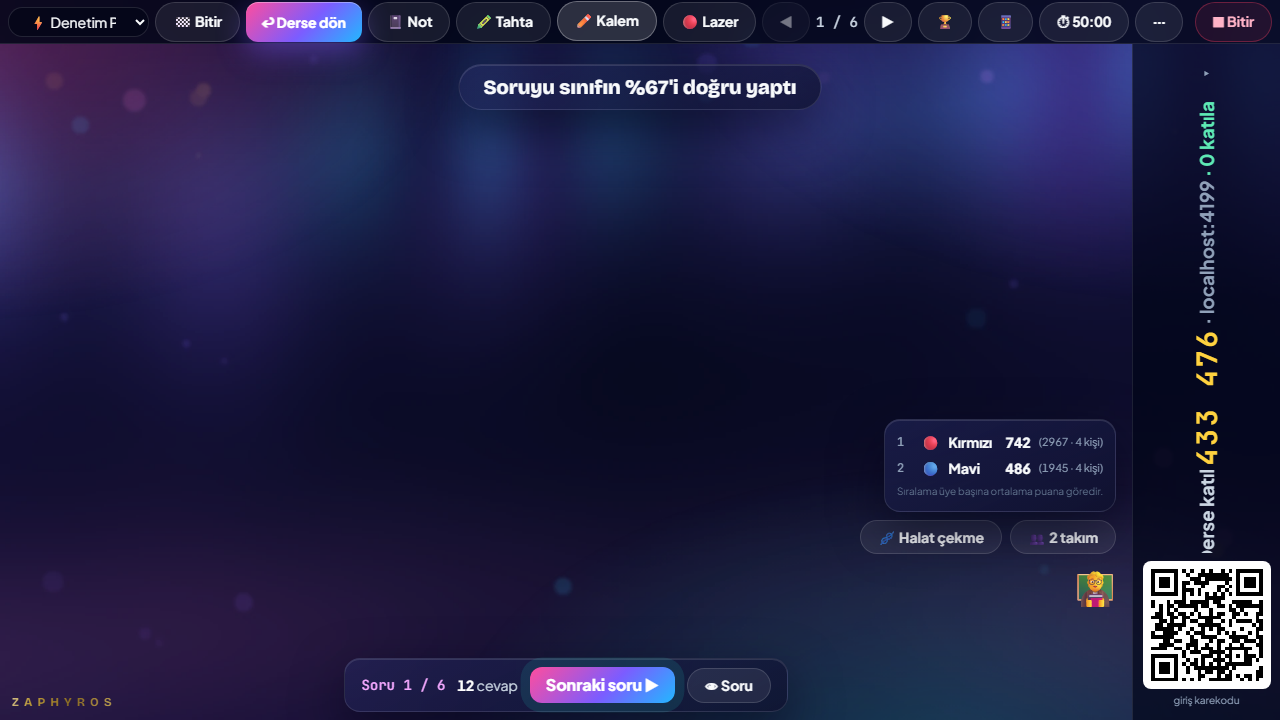 Denetim F
Bitir
Derse dön
Not
Tahta
Kalem
Lazer
1 / 6
50:00
Bitir
Soruyu sınıfın %67'i doğru yaptı
Derse katıl 433 476 · localhost:4199 · 0 katıla
1 Kırmızı 742 (2967 · 4 kişi)
2 Mavi 486 (1945 · 4 kişi)
Sıralama üye başına ortalama puana göredir.
Halat çekme
2 takım
Soru 1 / 6 12 cevap
Sonraki soru
Soru
giriş karekodu
ZAPHYROS